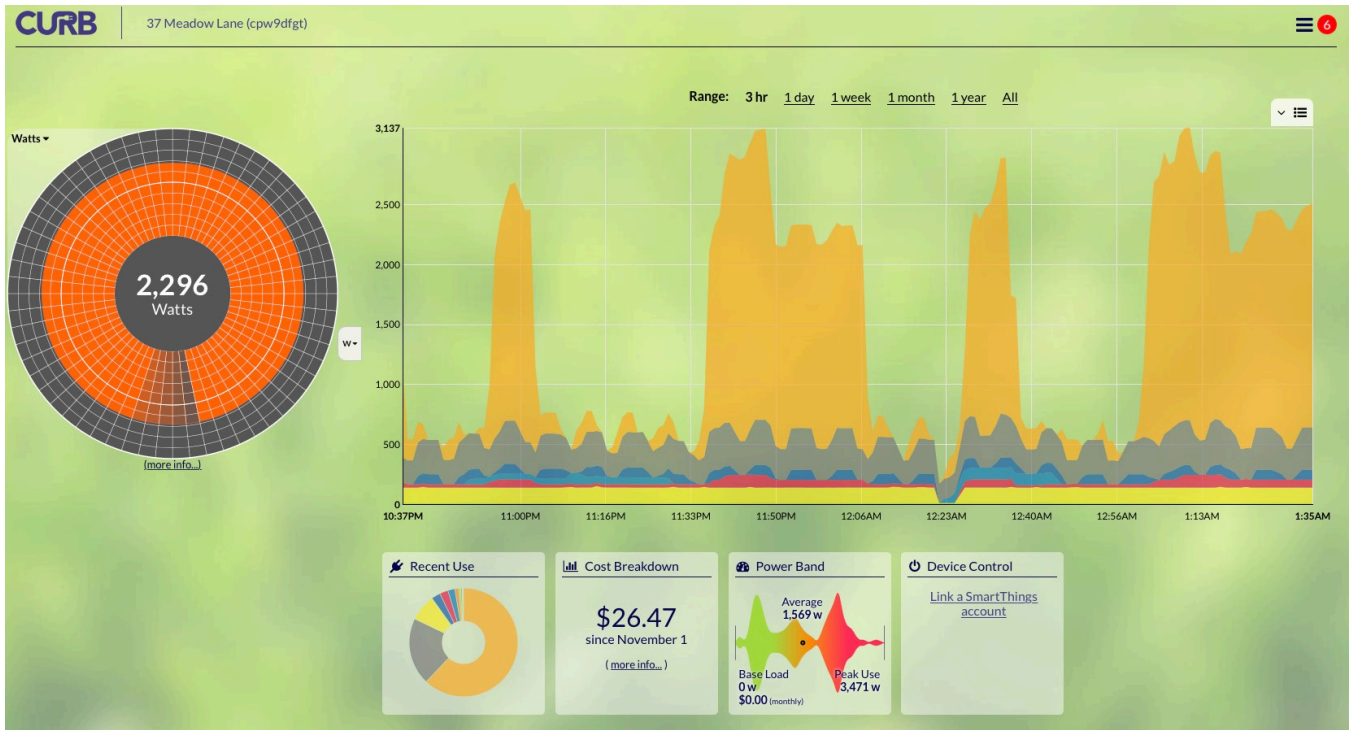 CURB
37 Meadow Lane (cpw9dfgt)
6
Range: 3 hr 1 day 1 week 1 month 1 year All
Watts
2,296
Watts
(more info...)
W
3,137
2,500
2,000
1,500
1,000
500
0
10:37PM 11:00PM 11:16PM 11:33PM 11:50PM 12:06AM 12:23AM 12:40AM 12:56AM 1:13AM 1:35AM
Recent Use
Cost Breakdown
$26.47
since November 1
( more info... )
Power Band
Average
1,569 w
Base Load
0 w
$0.00 (monthly)
Peak Use
3,471 w
Device Control
Link a SmartThings
account